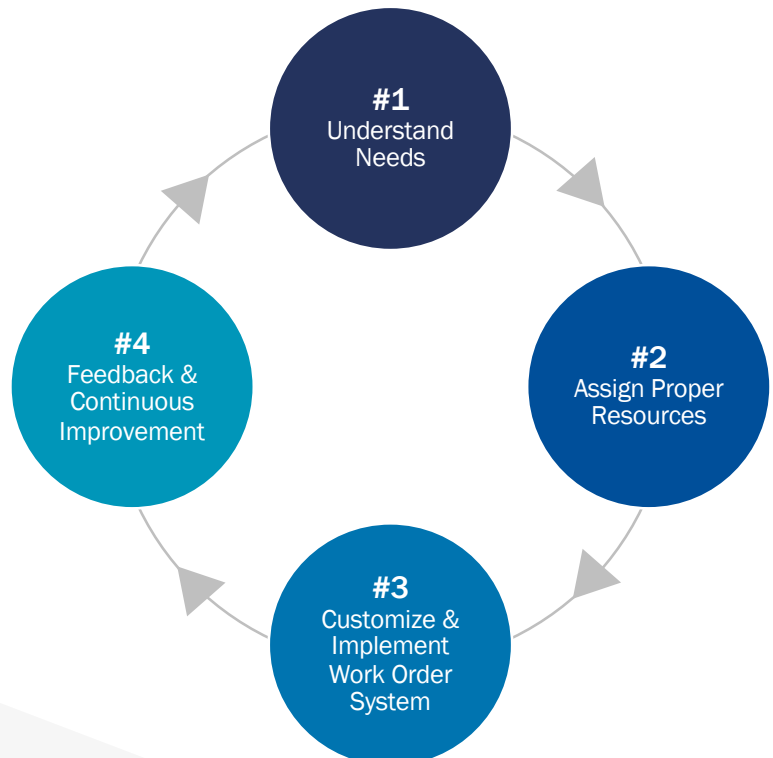 #1
Understand
Needs
#2
Assign Proper
Resources
#3
Customize &
Implement
Work Order
System
#4
Feedback &
Continuous
Improvement